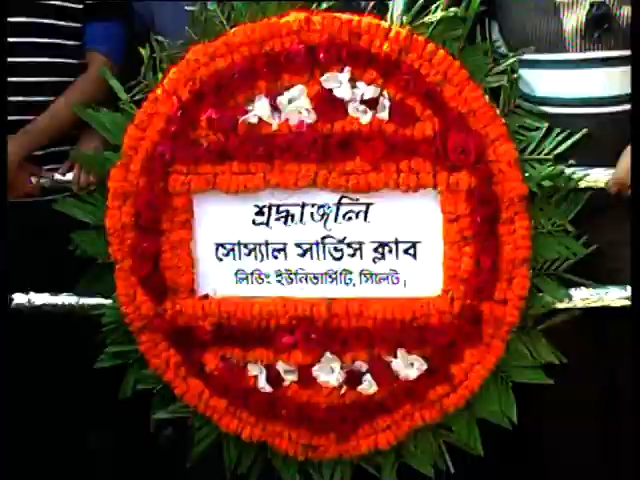 শ্রদ্ধাঞ্জলি
সোস্যাল সার্ভিস ক্লাব
লিডিং ইউনিভার্সিটি, সিলেট।